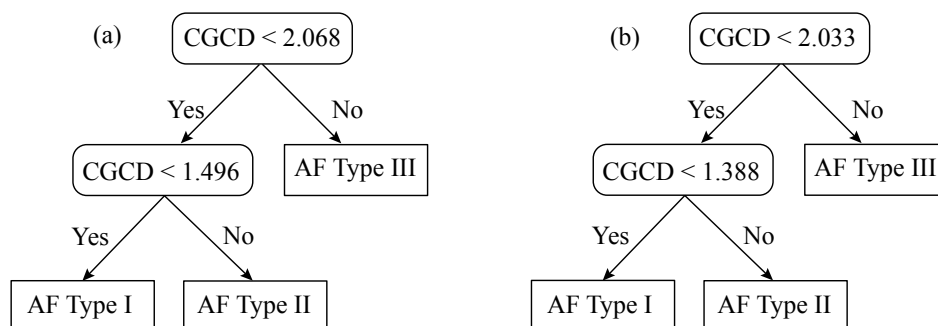 (a)
CGCD < 2.068
Yes
No
CGCD < 1.496
AF Type III
Yes
No
AF Type I
AF Type II
(b)
CGCD < 2.033
Yes
No
CGCD < 1.388
AF Type III
Yes
No
AF Type I
AF Type II